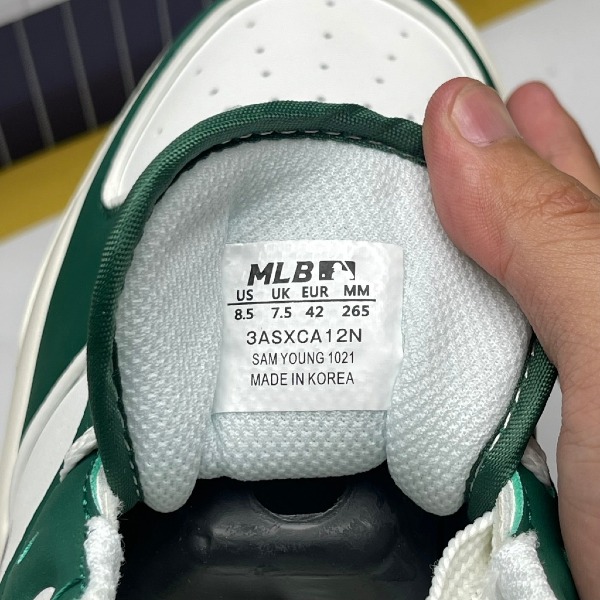 MLB
US UK EUR MM
8.5 7.5 42 265
3ASXCA12N
SAM YOUNG 1021
MADE IN KOREA